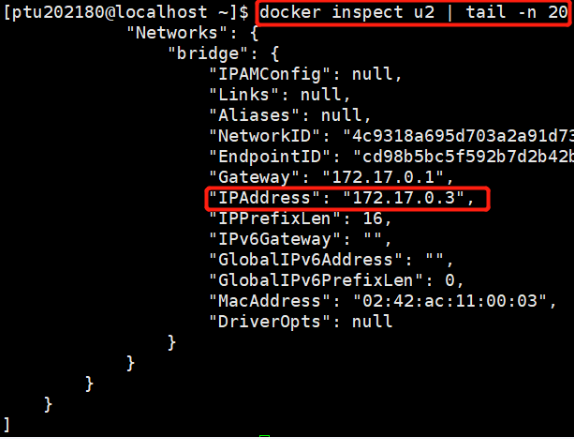 [ptu202180@localhost ~]$ docker inspect u2 | tail -n 20
"Networks": {
"bridge": {
"IPAMConfig": null,
"Links": null,
"Aliases": null,
"NetworkID": "4c9318a695d703a2a91d73
"EndpointID": "cd98b5bc5f592b7d2b42b
"Gateway": "172.17.0.1",
"IPAddress": "172.17.0.3",
"IPPrefixLen": 16,
"IPv6Gateway": "",
"GlobalIPv6Address": "",
"GlobalIPv6PrefixLen": 0,
"MacAddress": "02:42:ac:11:00:03",
"DriverOpts": null
}
}
}
}
]